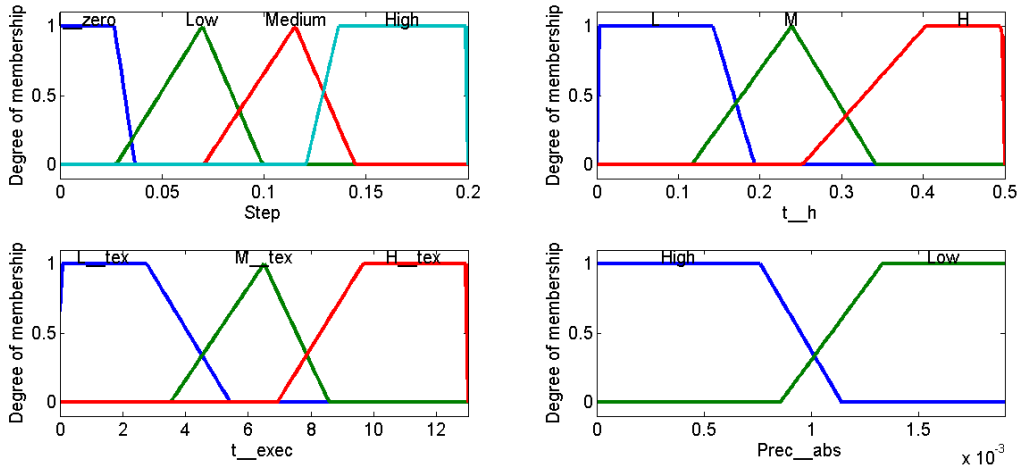 __zero Low Medium High
1
0.5
0
Degree of membership
0 0.05 0.1 0.15 0.2
Step
L M H
1
0.5
0
Degree of membership
0 0.1 0.2 0.3 0.4 0.5
t__h
L__tex M__tex H__tex
1
0.5
0
Degree of membership
0 2 4 6 8 10 12
t__exec
High Low
1
0.5
0
Degree of membership
0 0.5 1 1.5
Prec__abs
x 10-3